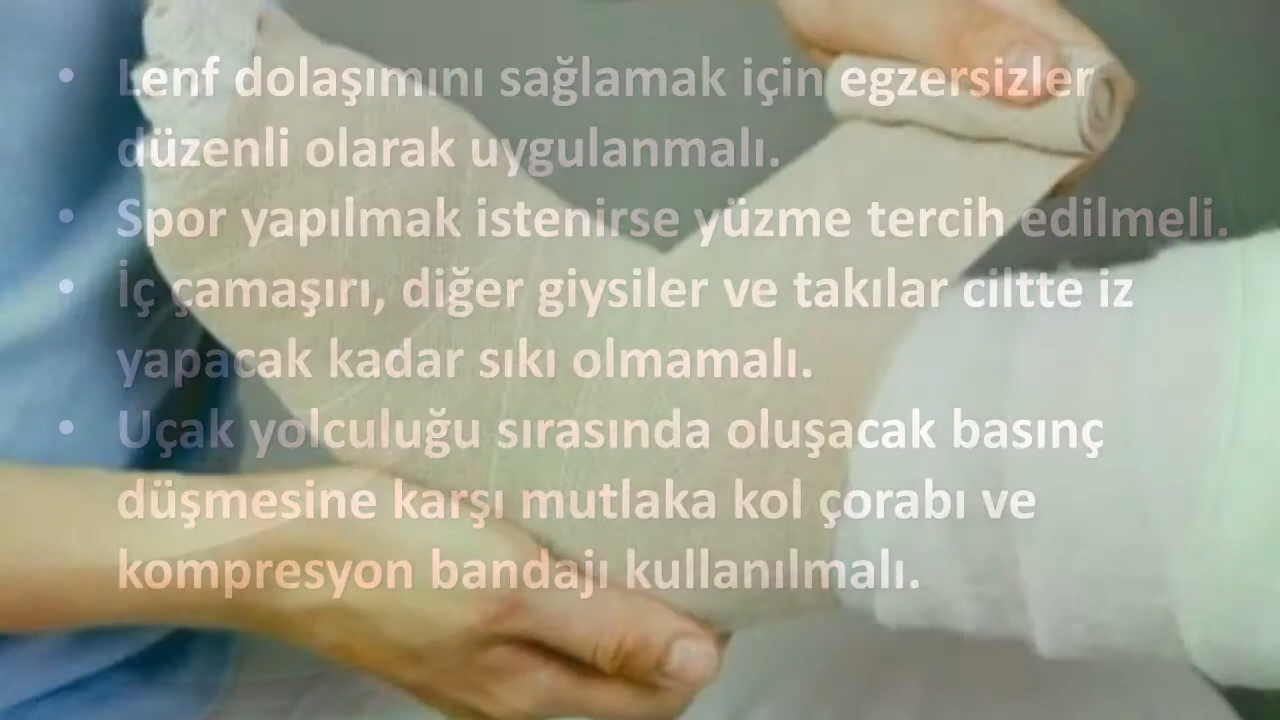 • Lenf dolaşımını sağlamak için egzersizler
düzenli olarak uygulanmalı.
• Spor yapılmak istenirse yüzme tercih edilmeli.
• İç çamaşırı, diğer giysiler ve takılar ciltte iz
yapacak kadar sıkı olmamalı.
• Uçak yolculuğu sırasında oluşacak basınç
düşmesine karşı mutlaka kol çorabı ve
kompresyon bandajı kullanılmalı.